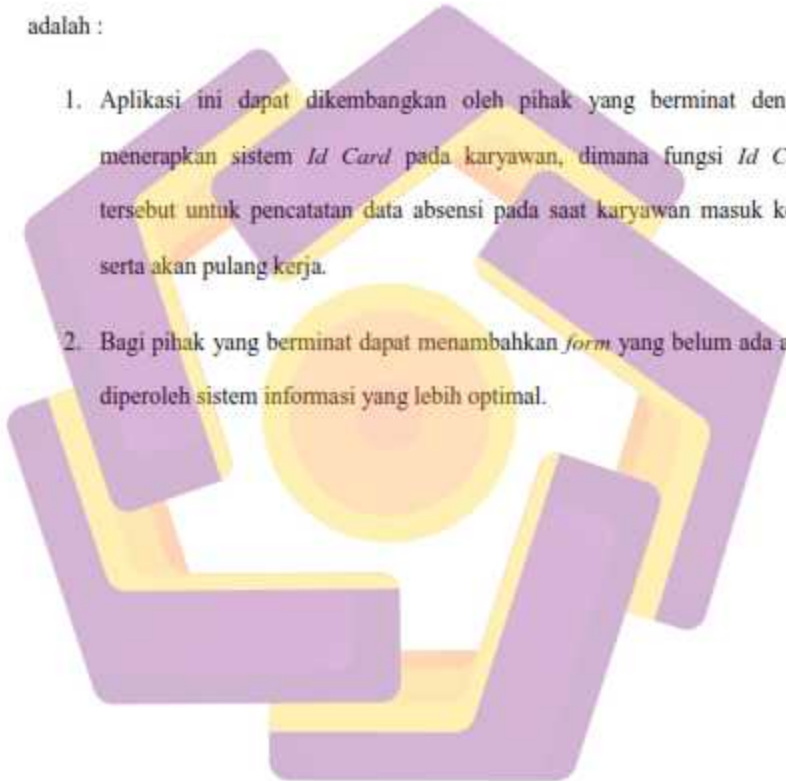 adalah :
1. Aplikasi ini dapat dikembangkan oleh pihak yang berminat den
menerapkan sistem Id Card pada karyawan, dimana fungsi Id C
tersebut untuk pencatatan data absensi pada saat karyawan masuk k
serta akan pulang kerja.
2. Bagi pihak yang berminat dapat menambahkan form yang belum ada a
diperoleh sistem informasi yang lebih optimal.